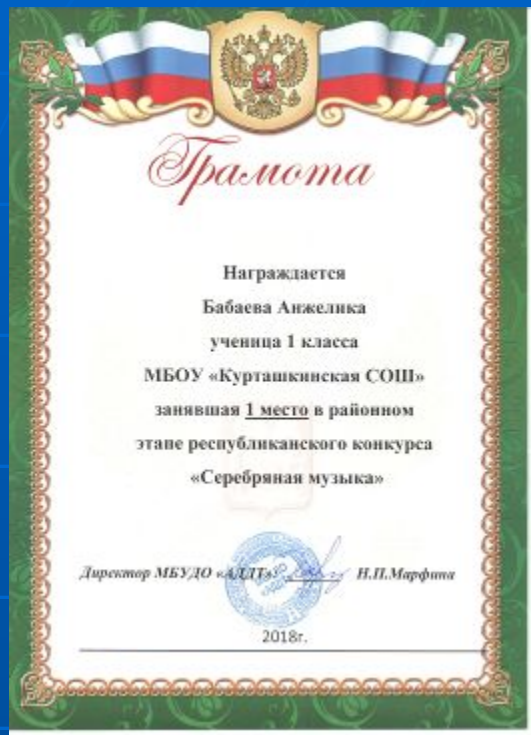 Грамота
Награждается
Бабаева Анжелика
ученица 1 класса
МБОУ «Курташкинская СОШ»
занявшая 1 место в районном
этапе республиканского конкурса
«Серебряная музыка»
Директор МБУДО «АДДТ»: Н.П.Марфина
2018г.